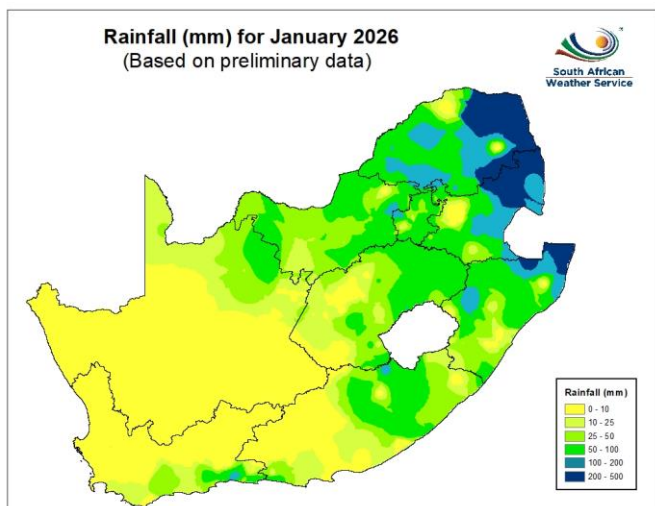 Rainfall (mm) for January 2026
(Based on preliminary data)
South African
Weather Service
Rainfall (mm)
0 - 10
10 - 25
25 - 50
50 - 100
100 - 200
200 - 500